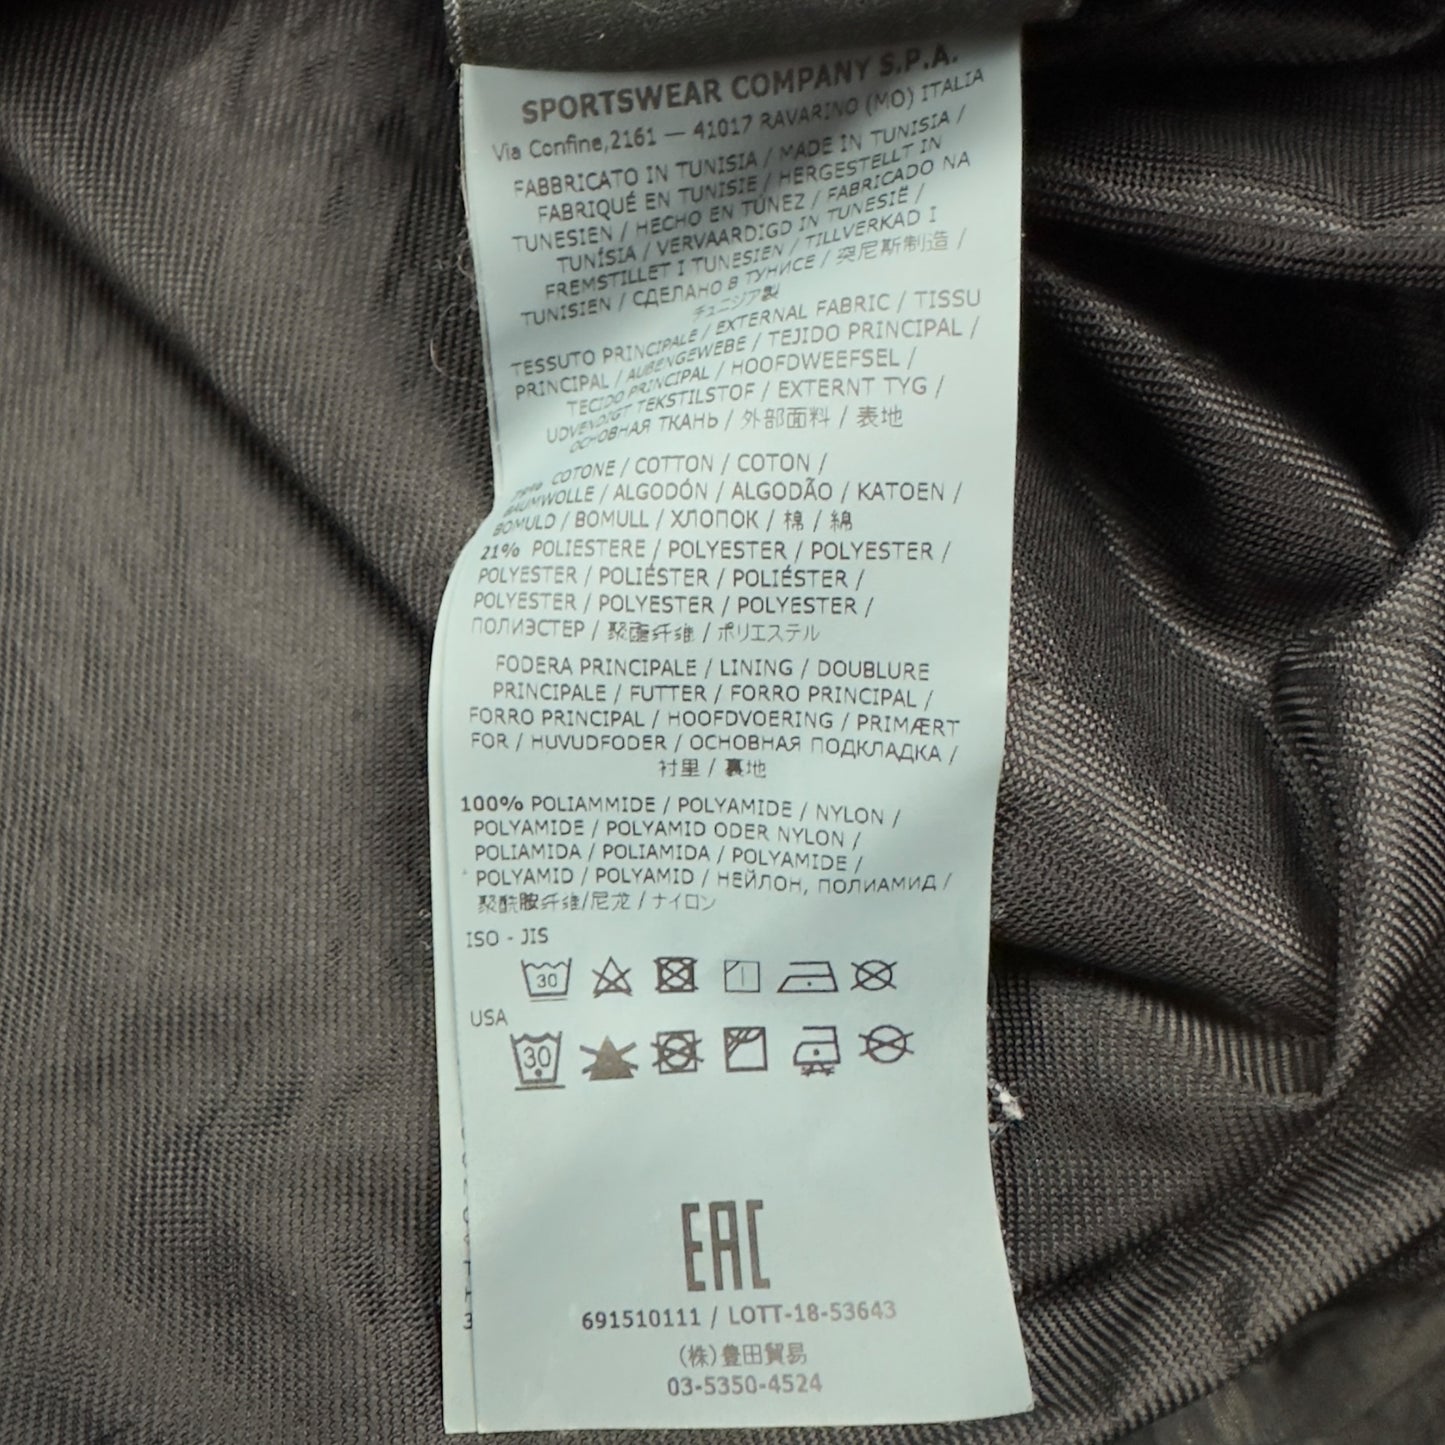 SPORTSWEAR COMPANY S.P.A.
Via Confine,2161 — 41017 RAVARINO (MO) ITALIA
FABBRICATO IN TUNISIA / MADE IN TUNISIA /
FABRIQUÉ EN TUNISIE / HERGESTELLT IN
TUNESIEN / HECHO EN TÚNEZ / FABRICADO NA
TUNÍSIA / VERVAARDIGD IN TUNESIË /
FREMSTILLET I TUNESIEN / TILLVERKAD I
TUNISIEN / СДЕЛАНО В ТУНИСЕ / 突尼斯制造 /
チュニジア製
TESSUTO PRINCIPALE / EXTERNAL FABRIC / TISSU
PRINCIPAL / AUßENGEWEBE / TEJIDO PRINCIPAL /
TECIDO PRINCIPAL / HOOFDWEEFSEL /
UDVENDIGT TEKSTILSTOF / EXTERNT TYG /
ОСНОВНАЯ ТКАНЬ / 外部面料 / 表地
79% COTONE / COTTON / COTON /
BAUMWOLLE / ALGODÓN / ALGODÃO / KATOEN /
BOMULD / BOMULL / ХЛОПОК / 棉 / 綿
21% POLIESTERE / POLYESTER / POLYESTER /
POLYESTER / POLIÉSTER / POLIÉSTER /
POLYESTER / POLYESTER / POLYESTER /
ПОЛИЭСТЕР / 聚酯纤维 / ポリエステル
FODERA PRINCIPALE / LINING / DOUBLURE
PRINCIPALE / FUTTER / FORRO PRINCIPAL /
FORRO PRINCIPAL / HOOFDVOERING / PRIMÆRT
FOR / HUVUDFODER / ОСНОВНАЯ ПОДКЛАДКА /
衬里 / 裏地
100% POLIAMMIDE / POLYAMIDE / NYLON /
POLYAMIDE / POLYAMID ODER NYLON /
POLIAMIDA / POLIAMIDA / POLYAMIDE /
POLYAMID / POLYAMID / НЕЙЛОН, ПОЛИАМИД /
聚酰胺纤维/尼龙 / ナイロン
ISO - JIS
30
USA
30
EAC
691510111 / LOTT-18-53643
(株)豊田貿易
03-5350-4524